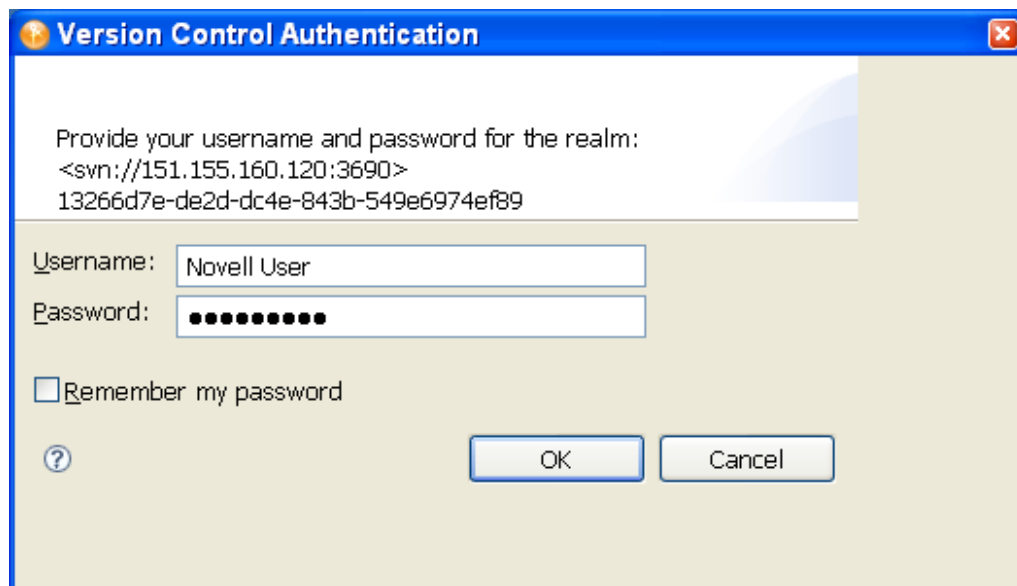 Version Control Authentication
Provide your username and password for the realm:
<svn://151.155.160.120:3690>
13266d7e-de2d-dc4e-843b-549e6974ef89
Username: Novell User
Password: ●●●●●●●●●
Remember my password
? OK Cancel